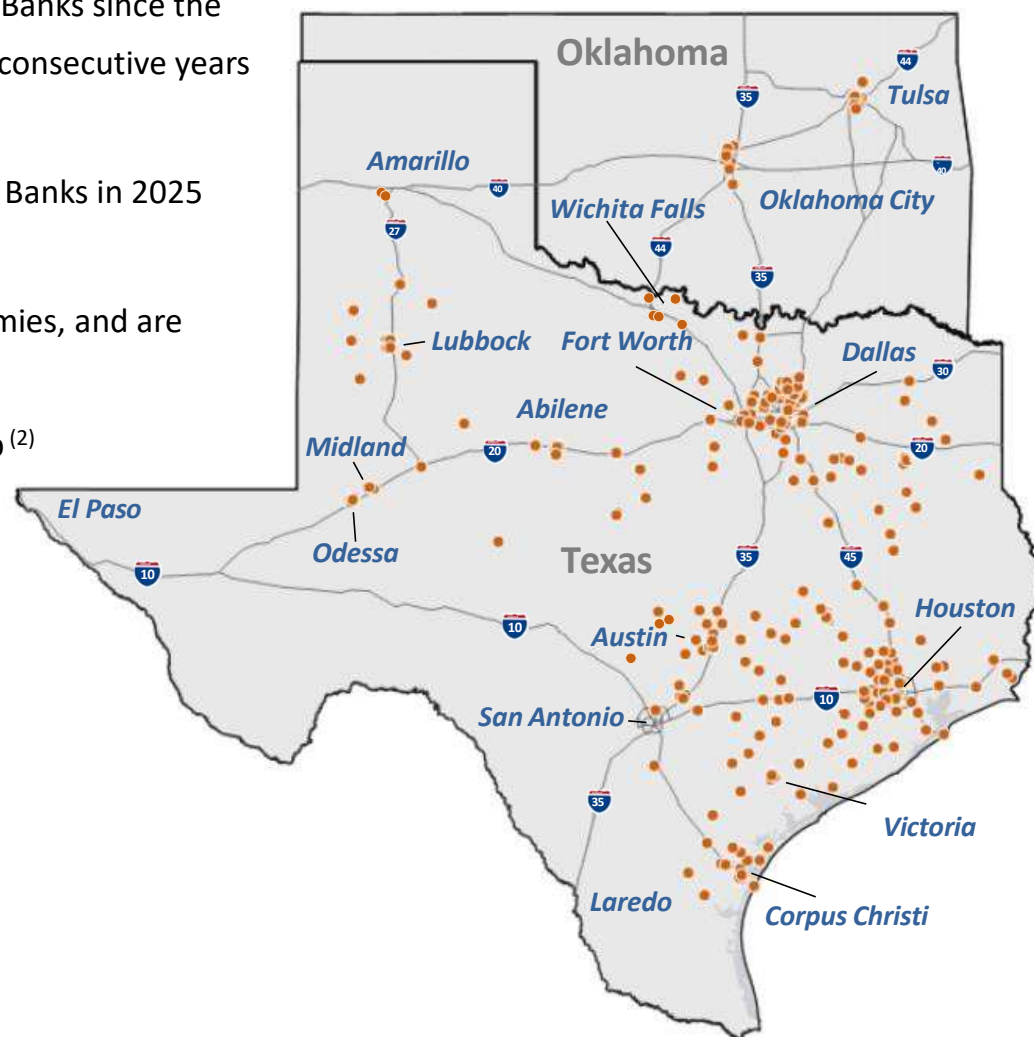 Banks since the
consecutive years
Banks in 2025
mies, and are
(2)
Oklahoma
44
35
Tulsa
Amarillo
40
40
Wichita Falls
Oklahoma City
27
44
35
Lubbock
Fort Worth
Dallas
30
Abilene
Midland
20
20
El Paso
Odessa
Texas
35
45
10
Houston
10
Austin
10
San Antonio
35
Victoria
Laredo
Corpus Christi